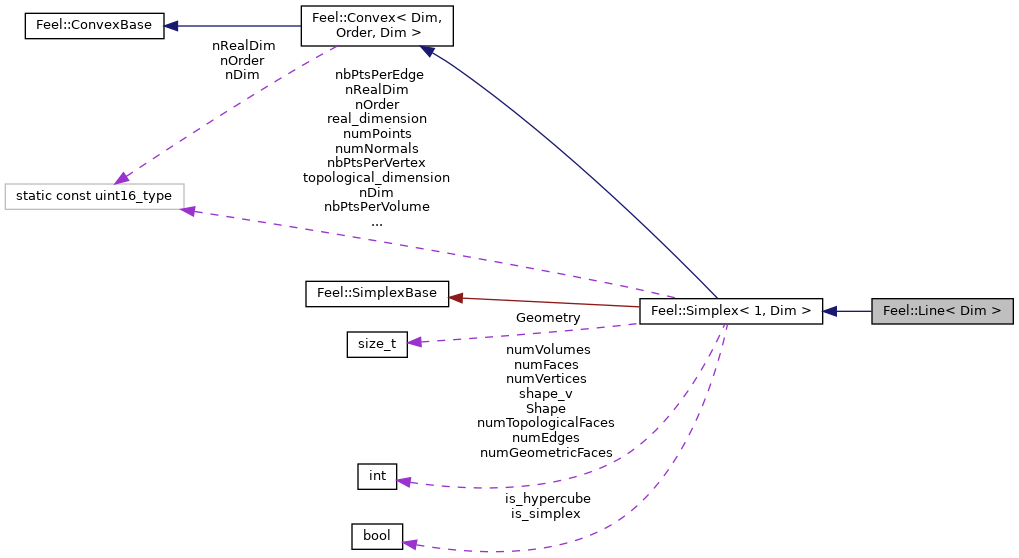 Feel::ConvexBase
Feel::Convex< Dim,
Order, Dim >
nRealDim
nOrder
nDim
nbPtsPerEdge
nRealDim
nOrder
real_dimension
numPoints
numNormals
nbPtsPerVertex
topological_dimension
nDim
nbPtsPerVolume
...
static const uint16_type
Feel::SimplexBase
Feel::Simplex< 1, Dim >
Feel::Line< Dim >
Geometry
size_t
numVolumes
numFaces
numVertices
shape_v
Shape
numTopologicalFaces
numEdges
numGeometricFaces
int
is_hypercube
is_simplex
bool